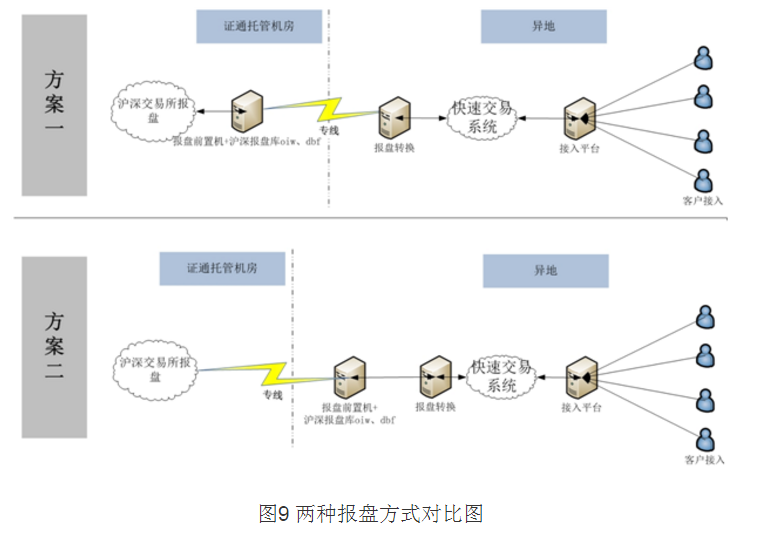 证通托管机房
异地
方
案
一
沪深交易所报
盘
专线
快速交易
系统
报盘前置机+沪深报盘库oiw、dbf
报盘转换
接入平台
客户接入
证通托管机房
异地
方
案
二
沪深交易所报
盘
专线
快速交易
系统
报盘前置机+
沪深报盘库oiw、dbf
报盘转换
接入平台
客户接入
图9 两种报盘方式对比图